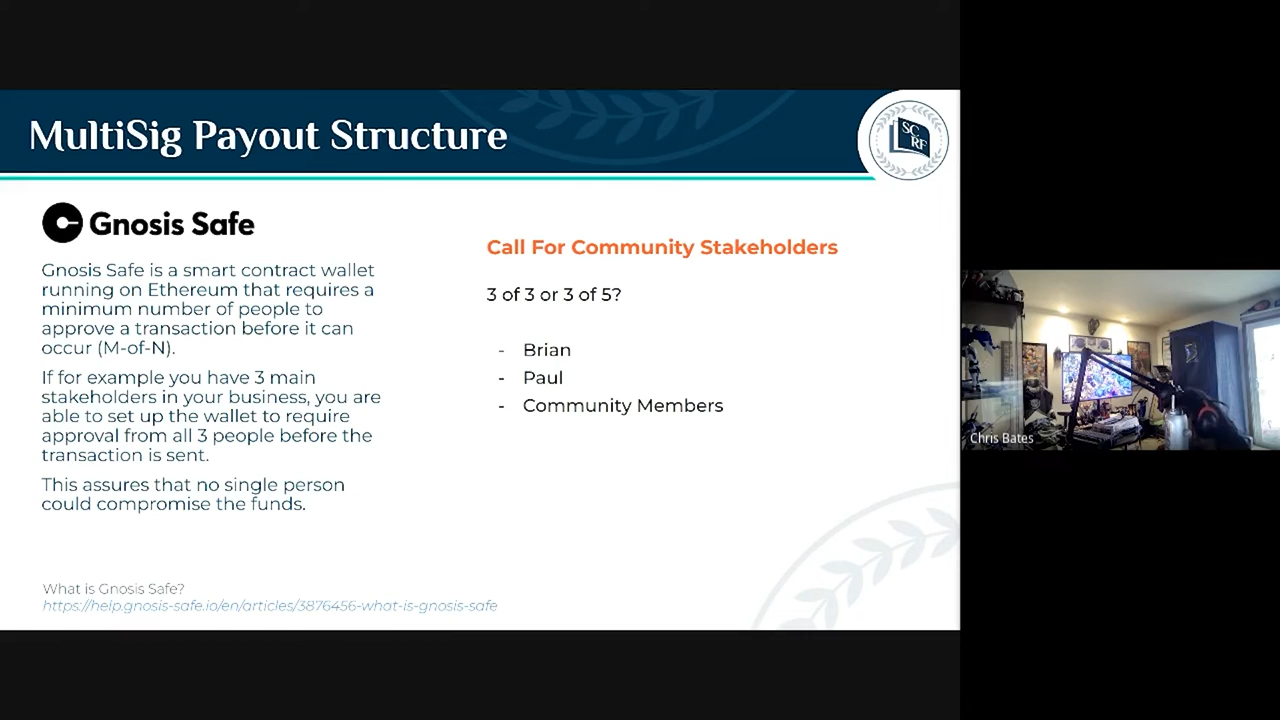 MultiSig Payout Structure
SC
RF
Gnosis Safe
Gnosis Safe is a smart contract wallet
running on Ethereum that requires a
minimum number of people to
approve a transaction before it can
occur (M-of-N).
If for example you have 3 main
stakeholders in your business, you are
able to set up the wallet to require
approval from all 3 people before the
transaction is sent.
This assures that no single person
could compromise the funds.
What is Gnosis Safe?
https://help.gnosis-safe.io/en/articles/3876456-what-is-gnosis-safe
Call For Community Stakeholders
3 of 3 or 3 of 5?
- Brian
- Paul
- Community Members
Chris Bates